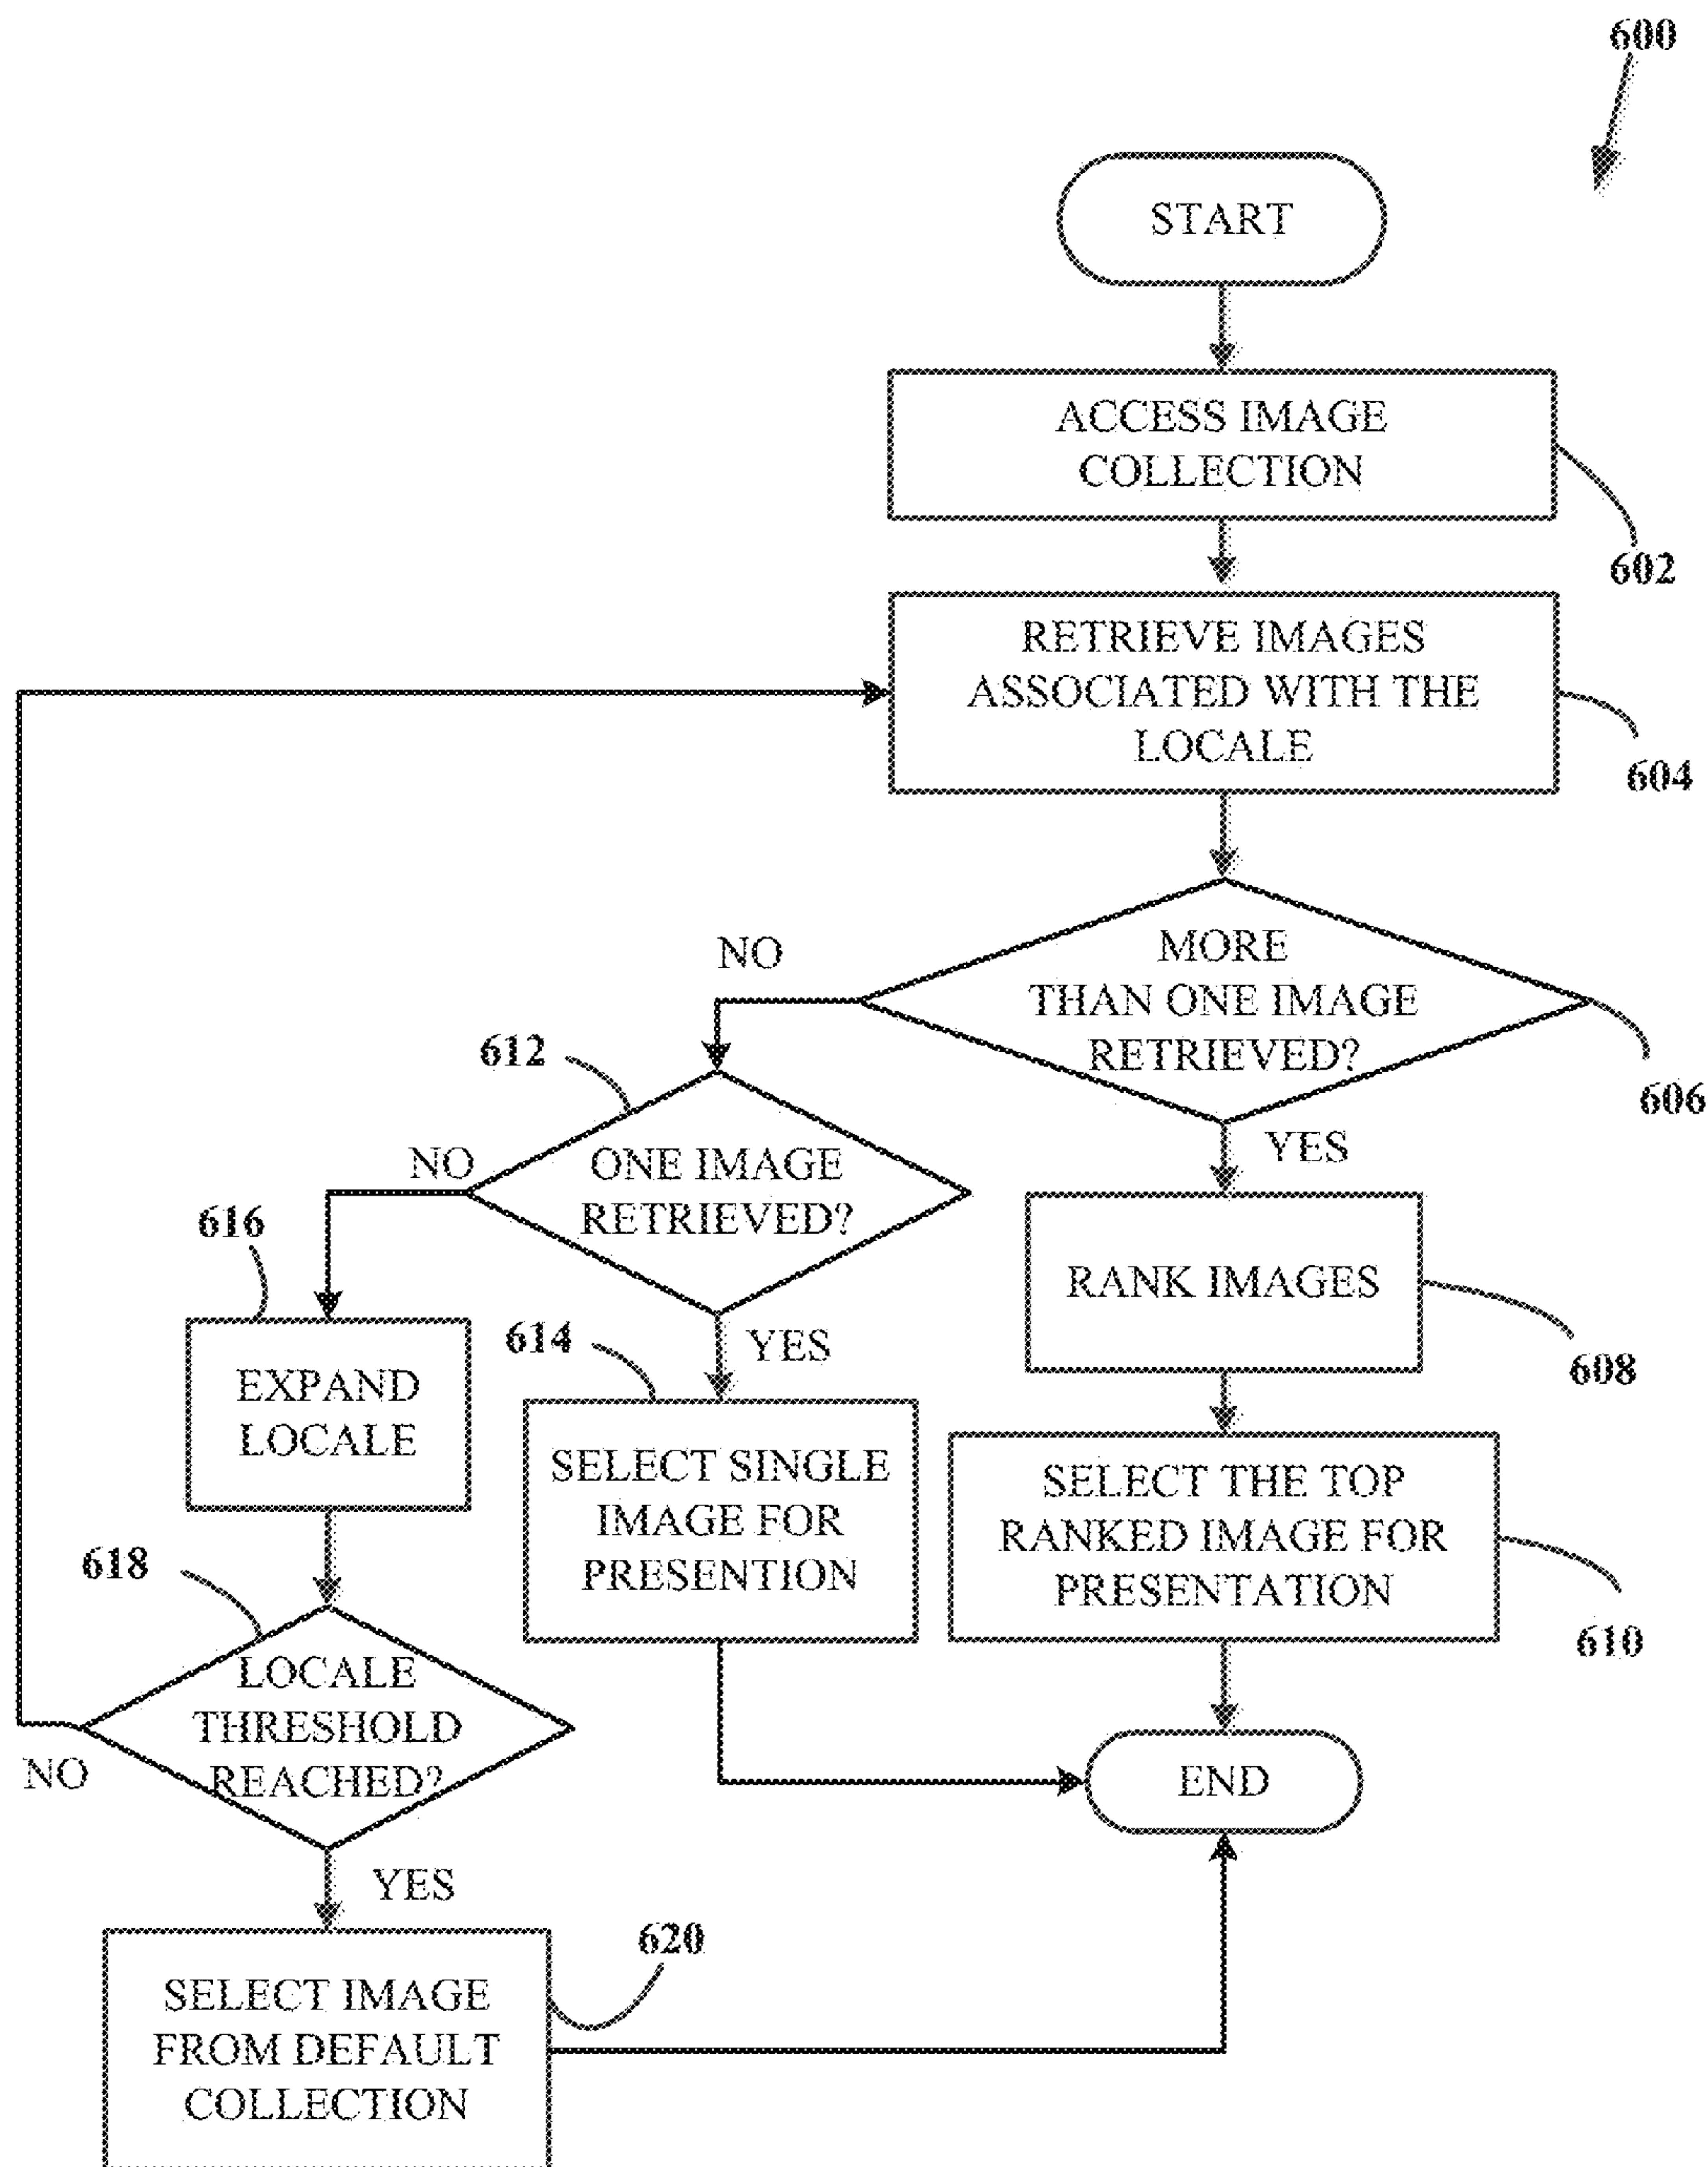 600
START
ACCESS IMAGE
COLLECTION
602
RETRIEVE IMAGES
ASSOCIATED WITH THE
LOCALE
604
MORE
THAN ONE IMAGE
RETRIEVED?
606
NO
YES
612
ONE IMAGE
RETRIEVED?
NO
YES
RANK IMAGES
608
616
EXPAND
LOCALE
614
SELECT SINGLE
IMAGE FOR
PRESENTION
SELECT THE TOP
RANKED IMAGE FOR
PRESENTATION
610
618
LOCALE
THRESHOLD
REACHED?
NO
YES
END
620
SELECT IMAGE
FROM DEFAULT
COLLECTION